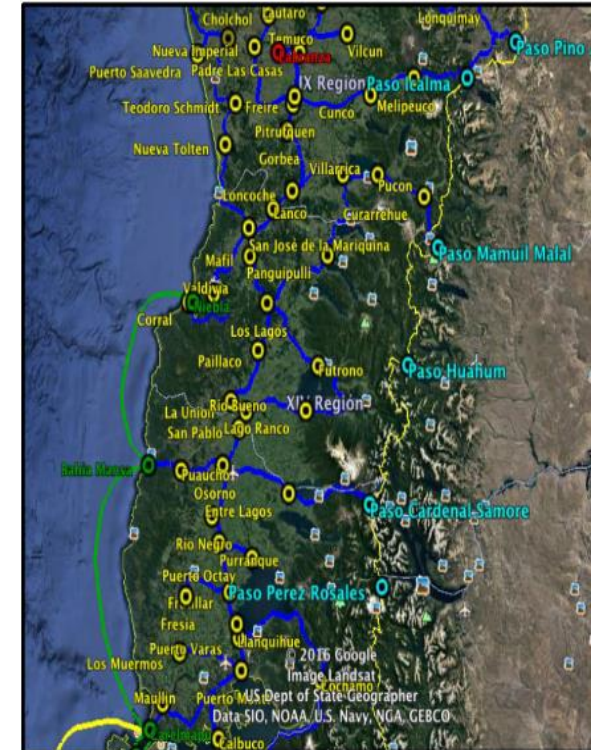 Lautaro
Lonquimay
Cholchol
Temuco
Paso Pino
Nueva Imperial
Vilcun
Labranza
Puerto Saavedra
Padre Las Casas
IX Región
Paso Icalma
Teodoro Schmidt
Freire
Cunco
Melipeuco
Pitrufquen
Nueva Tolten
Gorbea
Villarrica
Pucon
Loncoche
Lanco
Curarrehue
San José de la Mariquina
Paso Mamuil Malal
Mafil
Panguipulli
Valdivia
Niebla
Corral
Los Lagos
Paillaco
Futrono
Paso Huahum
La Union
Rio Bueno
XIV Región
San Pablo
Lago Ranco
Bahia Mansa
Puaucho
Osorno
Entre Lagos
Paso Cardenal Samore
Rio Negro
Purranque
Puerto Octay
Paso Perez Rosales
Frutillar
Fresia
Llanquihue
Puerto Varas
Los Muermos
© 2016 Google
Image Landsat
Cochamo
Maullin
Puerto Montt
US Dept of State Geographer
Data SIO, NOAA, U.S. Navy, NGA, GEBCO
Carelmapu
Calbuco